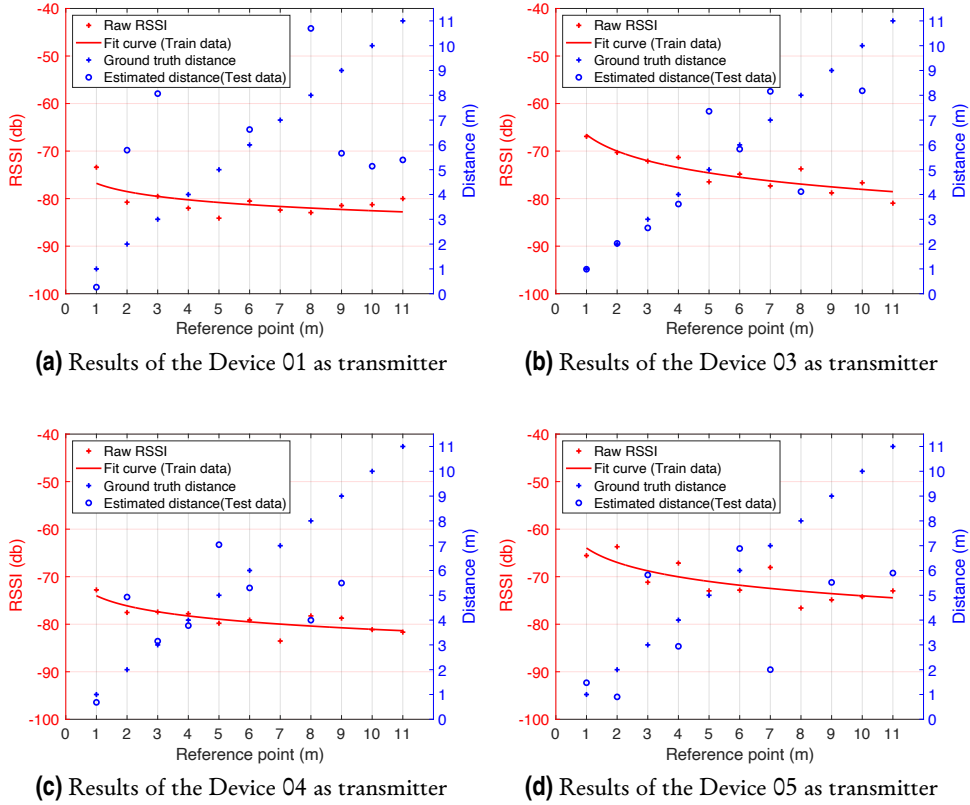 -40
-50
-60
-70
-80
-90
-100
RSSI (db)
Raw RSSI
Fit curve (Train data)
Ground truth distance
Estimated distance(Test data)
11
10
9
8
7
6
5
4
3
2
1
0
Distance (m)
0 1 2 3 4 5 6 7 8 9 10 11
Reference point (m)
(a) Results of the Device 01 as transmitter
-40
-50
-60
-70
-80
-90
-100
RSSI (db)
Raw RSSI
Fit curve (Train data)
Ground truth distance
Estimated distance(Test data)
11
10
9
8
7
6
5
4
3
2
1
0
Distance (m)
0 1 2 3 4 5 6 7 8 9 10 11
Reference point (m)
(b) Results of the Device 03 as transmitter
-40
-50
-60
-70
-80
-90
-100
RSSI (db)
Raw RSSI
Fit curve (Train data)
Ground truth distance
Estimated distance(Test data)
11
10
9
8
7
6
5
4
3
2
1
0
Distance (m)
0 1 2 3 4 5 6 7 8 9 10 11
Reference point (m)
(c) Results of the Device 04 as transmitter
-40
-50
-60
-70
-80
-90
-100
RSSI (db)
Raw RSSI
Fit curve (Train data)
Ground truth distance
Estimated distance(Test data)
11
10
9
8
7
6
5
4
3
2
1
0
Distance (m)
0 1 2 3 4 5 6 7 8 9 10 11
Reference point (m)
(d) Results of the Device 05 as transmitter